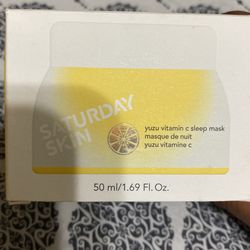 SATURDAY
SKIN
yuzu vitamin c sleep mask
masque de nuit
yuzu vitamine c
50 ml/1.69 Fl. Oz.